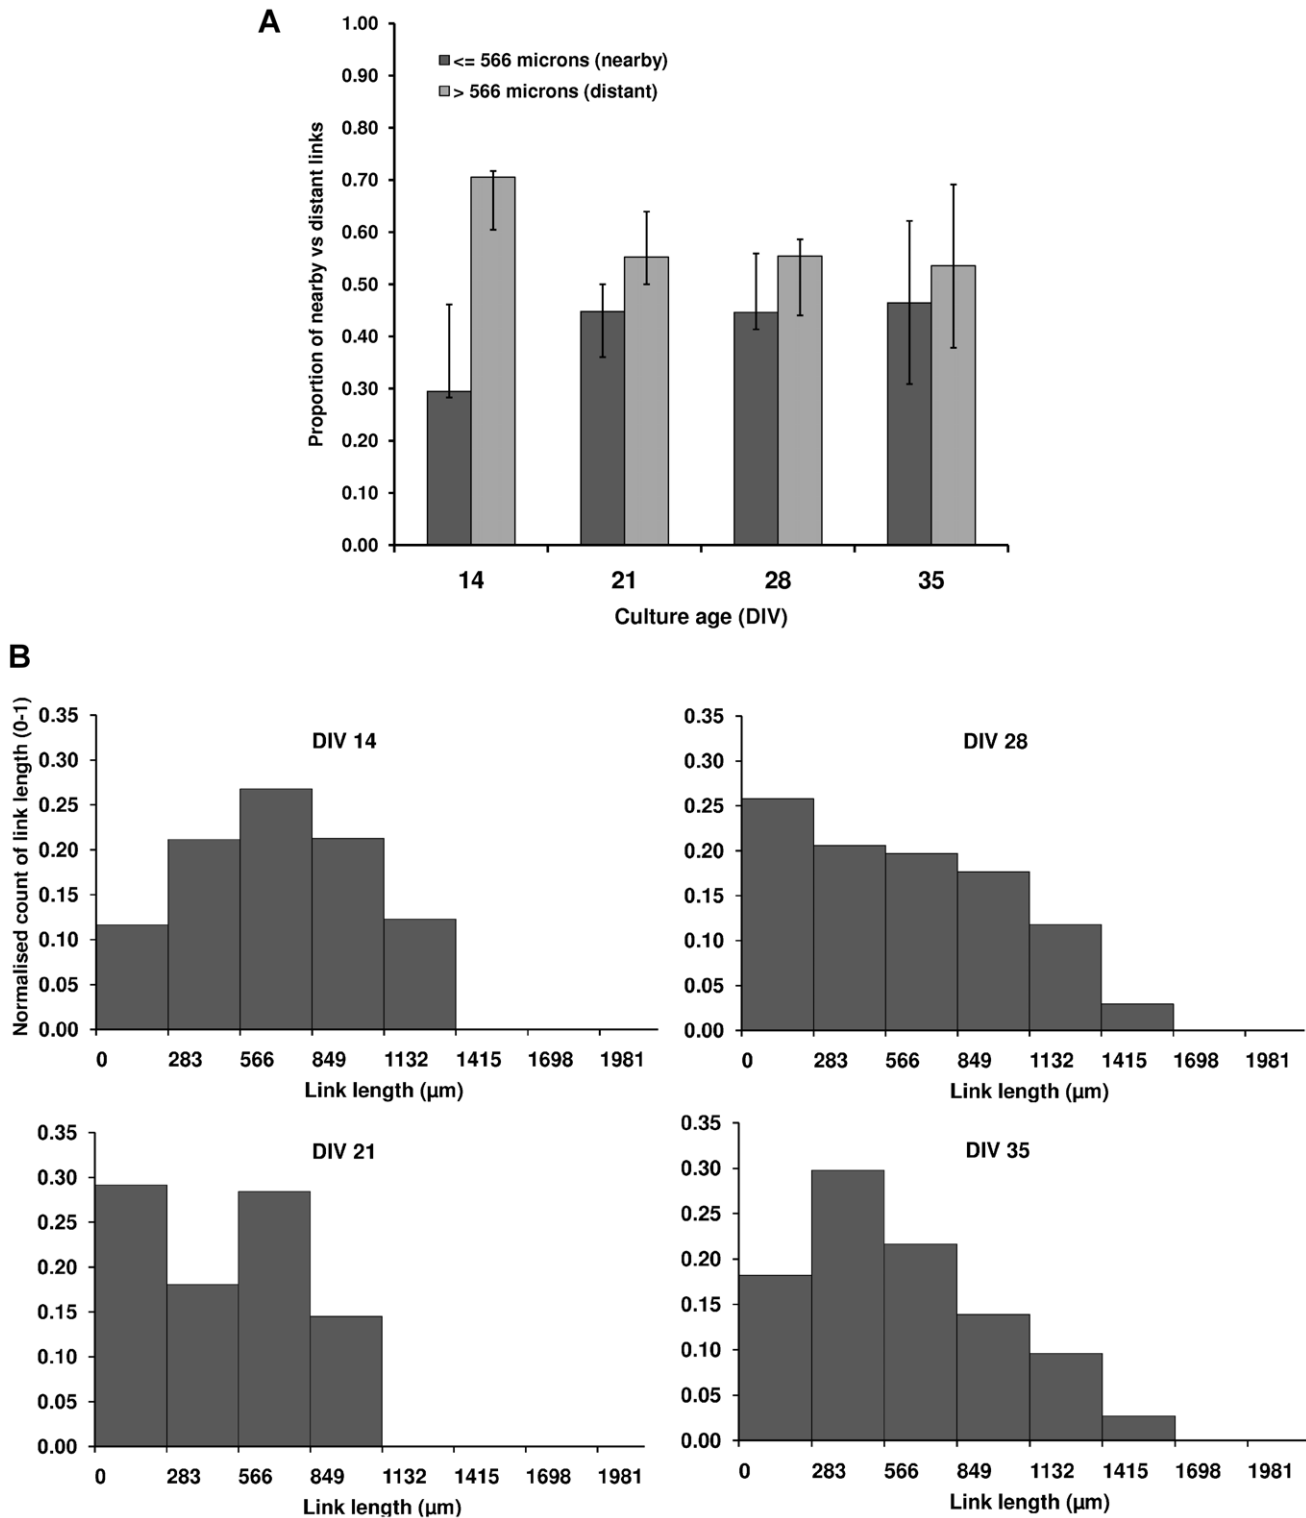 A
1.00
0.90
0.80
0.70
0.60
0.50
0.40
0.30
0.20
0.10
0.00
Proportion of nearby vs distant links
<= 566 microns (nearby)
> 566 microns (distant)
14 21 28 35
Culture age (DIV)
B
Normalised count of link length (0-1)
0.35
0.30
0.25
0.20
0.15
0.10
0.05
0.00
DIV 14
0 283 566 849 1132 1415 1698 1981
Link length (µm)
0.35
0.30
0.25
0.20
0.15
0.10
0.05
0.00
DIV 28
0 283 566 849 1132 1415 1698 1981
Link length (µm)
0.35
0.30
0.25
0.20
0.15
0.10
0.05
0.00
DIV 21
0 283 566 849 1132 1415 1698 1981
Link length (µm)
0.35
0.30
0.25
0.20
0.15
0.10
0.05
0.00
DIV 35
0 283 566 849 1132 1415 1698 1981
Link length (µm)